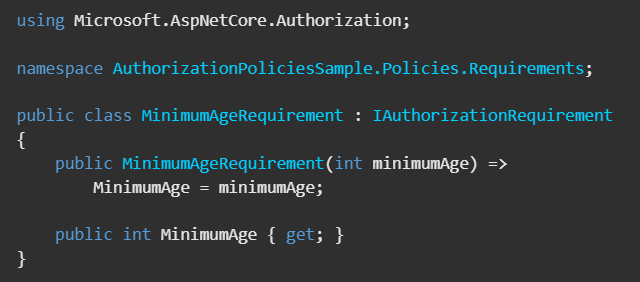 using Microsoft.AspNetCore.Authorization;
namespace AuthorizationPoliciesSample.Policies.Requirements;
public class MinimumAgeRequirement : IAuthorizationRequirement
{
    public MinimumAgeRequirement(int minimumAge) =>
        MinimumAge = minimumAge;
    public int MinimumAge { get; }
}